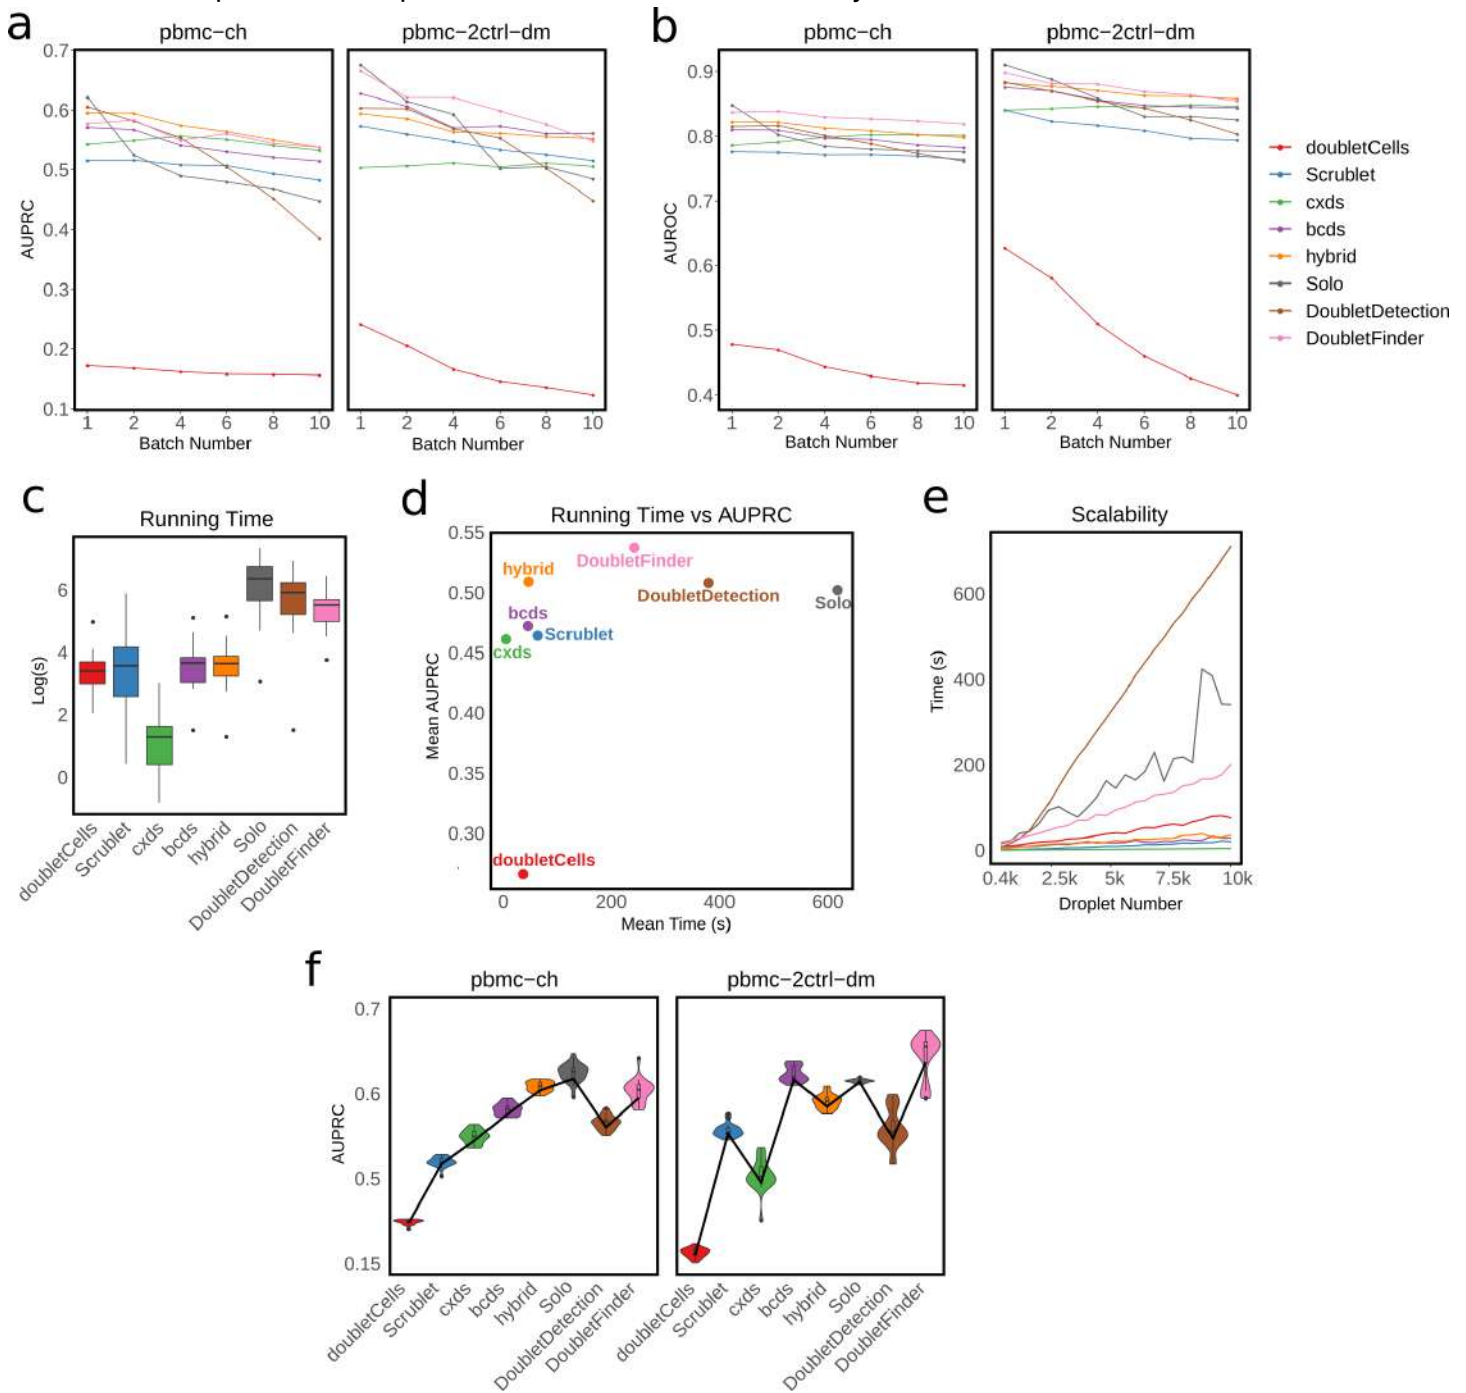 a
pbmc−ch
pbmc−2ctrl−dm
AUPRC
0.7
0.6
0.5
0.4
0.3
0.2
0.1
1 2 4 6 8 10
1 2 4 6 8 10
Batch Number
Batch Number
b
pbmc−ch
pbmc−2ctrl−dm
AUROC
0.9
0.8
0.7
0.6
0.5
0.4
1 2 4 6 8 10
1 2 4 6 8 10
Batch Number
Batch Number
doubletCells
Scrublet
cxds
bcds
hybrid
Solo
DoubletDetection
DoubletFinder
c
Running Time
Log(s)
6
4
2
0
doubletCells
Scrublet
cxds
bcds
hybrid
Solo
DoubletDetection
DoubletFinder
d
Running Time vs AUPRC
Mean AUPRC
0.55
0.50
0.45
0.40
0.35
0.30
DoubletFinder
hybrid
DoubletDetection
Solo
bcds
Scrublet
cxds
doubletCells
0 200 400 600
Mean Time (s)
e
Scalability
Time (s)
600
400
200
0
0.4k 2.5k 5k 7.5k 10k
Droplet Number
f
pbmc−ch
pbmc−2ctrl−dm
AUPRC
0.7
0.6
0.5
0.15
doubletCells
Scrublet
cxds
bcds
hybrid
Solo
DoubletDetection
DoubletFinder
doubletCells
Scrublet
cxds
bcds
hybrid
Solo
DoubletDetection
DoubletFinder